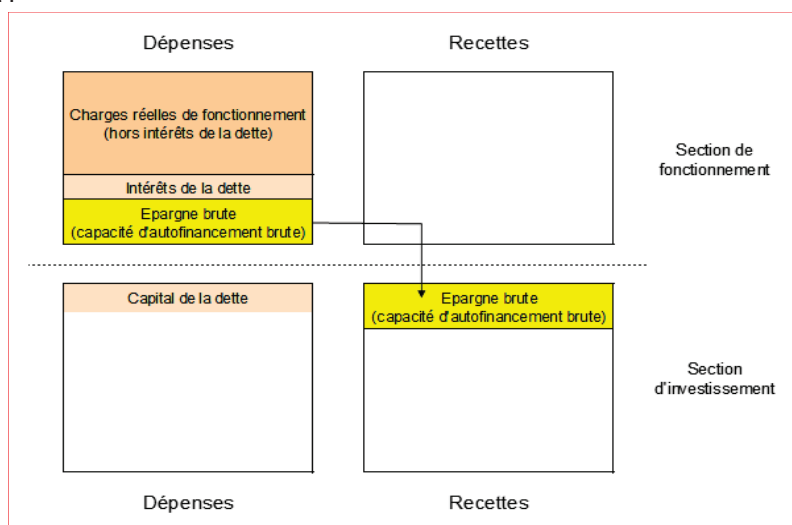 Dépenses
Recettes
Charges réelles de fonctionnement
(hors intérêts de la dette)
Intérêts de la dette
Epargne brute
(capacité d'autofinancement brute)
Section de
fonctionnement
Capital de la dette
Epargne brute
(capacité d'autofinancement brute)
Section
d'investissement
Dépenses
Recettes